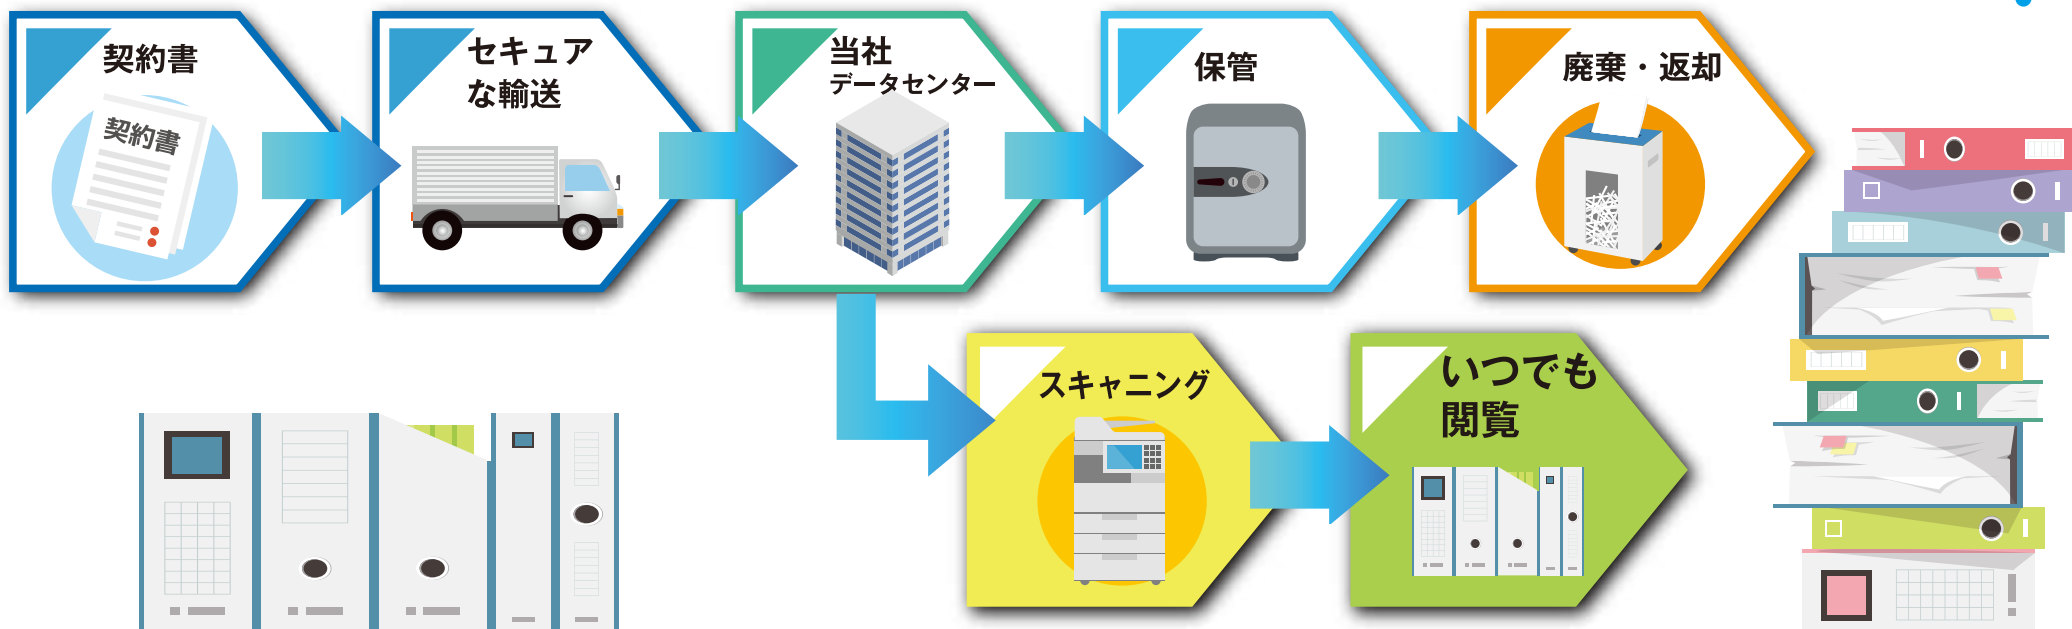 契約書
契約書
セキュア
な輸送
当社
データセンター
保管
廃棄・返却
スキャニング
いつでも
閲覧